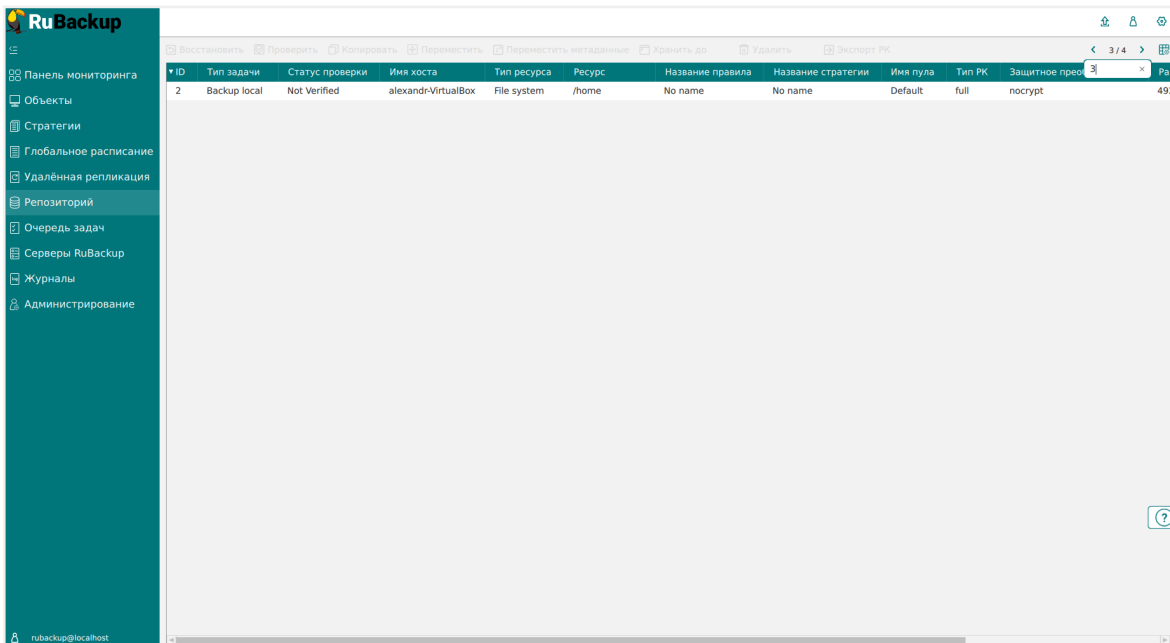 RuBackup
Восстановить Проверить Копировать Переместить Переместить метаданные Хранить до Удалить Экспорт РК 3 / 4
Панель мониторинга
Объекты
Стратегии
Глобальное расписание
Удалённая репликация
Репозиторий
Очередь задач
Серверы RuBackup
Журналы
Администрирование
rubackup@localhost
ID Тип задачи Статус проверки Имя хоста Тип ресурса Ресурс Название правила Название стратегии Имя пула Тип РК Защитное прео 3 × Ра
2 Backup local Not Verified alexandr-VirtualBox File system /home No name No name Default full nocrypt 493
?